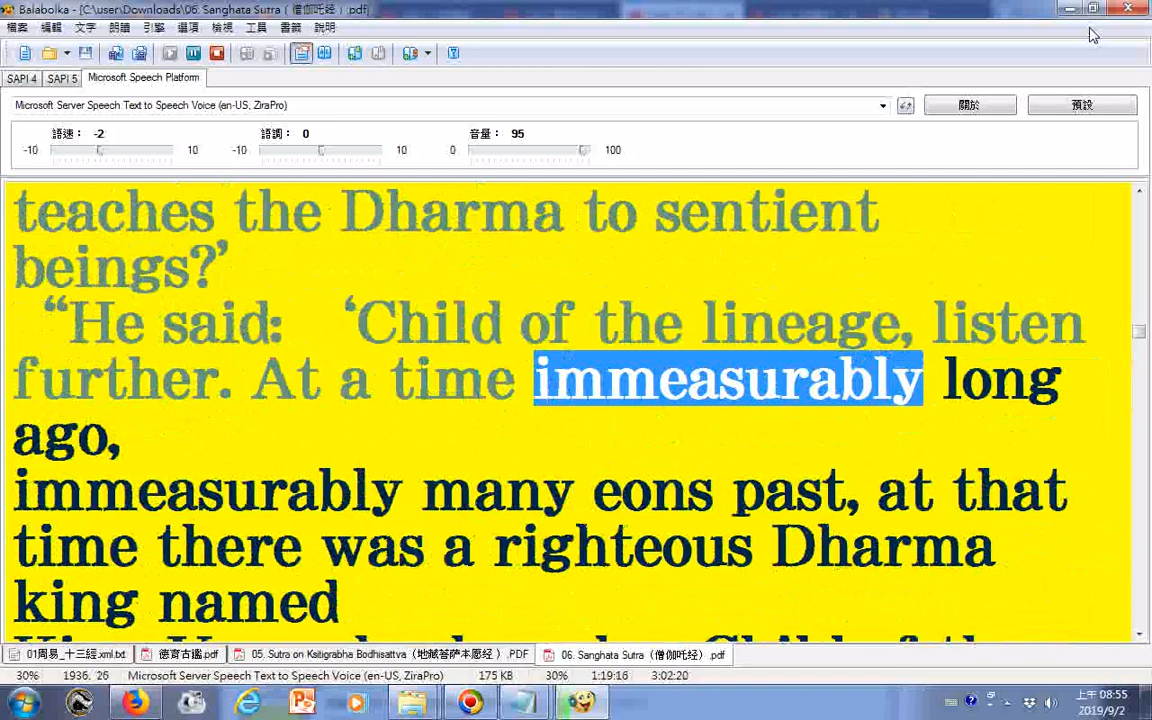 Balabolka - [C:\user\Downloads\06. Sanghata Sutra（僧伽吒经）.pdf]
檔案 編輯 文字 朗讀 引擎 選項 檢視 工具 書籤 說明
SAPI 4 SAPI 5 Microsoft Speech Platform
Microsoft Server Speech Text to Speech Voice (en-US, ZiraPro) 關於 預設
語速： -2 語調： 0 音量： 95
-10 10 -10 10 0 100
teaches the Dharma to sentient
beings?’
“He said: ‘Child of the lineage, listen
further. At a time immeasurably long
ago,
immeasurably many eons past, at that
time there was a righteous Dharma
king named
01周易_十三經.xml.txt 德育古鑑.pdf 05. Sutra on Ksitigrabha Bodhisattva（地藏菩萨本愿经）.PDF 06. Sanghata Sutra（僧伽吒经）.pdf
30% 1936, 26 Microsoft Server Speech Text to Speech Voice (en-US, ZiraPro) 175 KB 30% 1:19:16 3:02:20
上午 08:55
2019/9/2